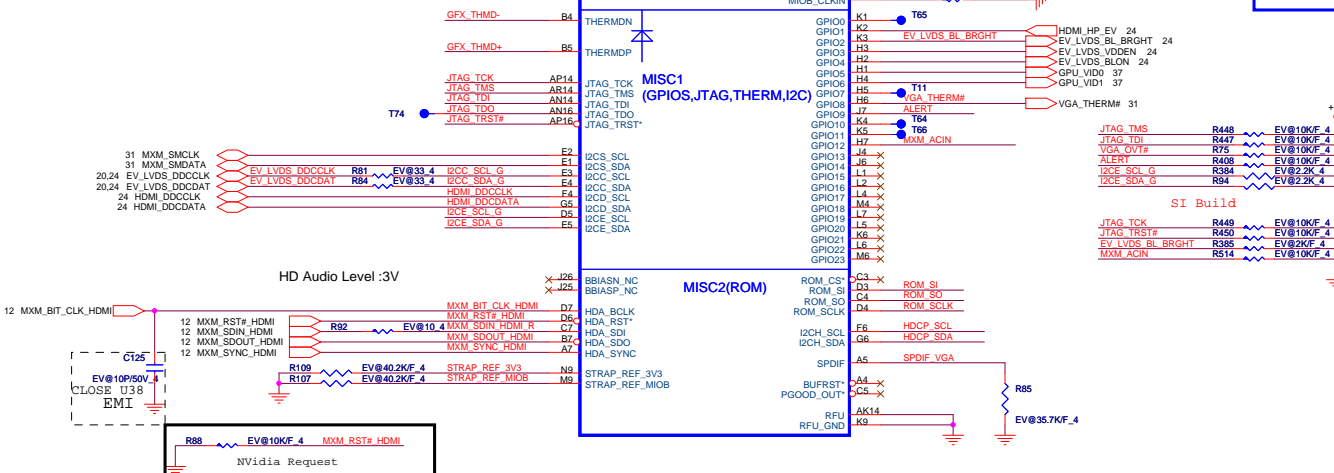 MIOB_CLKIN
GFX_THMD- B4 THERMDN
GFX_THMD+ B5 THERMDP
MISC1
(GPIOS,JTAG,THERM,I2C)
JTAG_TCK AP14 JTAG_TCK
JTAG_TMS AR14 JTAG_TMS
JTAG_TDI AN14 JTAG_TDI
T74 JTAG_TDO AN16 JTAG_TDO
JTAG_TRST# AP16 JTAG_TRST*
31 MXM_SMCLK E2 I2CS_SCL
31 MXM_SMDATA E1 I2CS_SDA
20,24 EV_LVDS_DDCCLK EV_LVDS_DDCCLK R81 EV@33_4 I2CC_SCL_G E3 I2CC_SCL
20,24 EV_LVDS_DDCDAT EV_LVDS_DDCDAT R84 EV@33_4 I2CC_SDA_G E4 I2CC_SDA
24 HDMI_DDCCLK HDMI_DDCCLK F4 I2CD_SCL
24 HDMI_DDCDATA HDMI_DDCDATA G5 I2CD_SDA
I2CE_SCL_G D5 I2CE_SCL
I2CE_SDA_G E5 I2CE_SDA
GPIO0 K1 T65
GPIO1 K2 HDMI_HP_EV 24
GPIO2 K3 EV_LVDS_BL_BRGHT EV_LVDS_BL_BRGHT 24
GPIO3 H3 EV_LVDS_VDDEN 24
GPIO4 H2 EV_LVDS_BLON 24
GPIO5 H1 GPU_VID0 37
GPIO6 H4 GPU_VID1 37
GPIO7 H5 T11
GPIO8 H6 VGA_THERM# VGA_THERM# 31
GPIO9 J7 ALERT
GPIO10 K4 T64
GPIO11 K5 T66
GPIO12 H7 MXM_ACIN
GPIO13 J4
GPIO14 J6
GPIO15 L1
GPIO16 L2
GPIO17 L4
GPIO18 M4
GPIO19 L7
GPIO20 L5
GPIO21 K6
GPIO22 L6
GPIO23 M6
+
JTAG_TMS R448 EV@10K/F_4
JTAG_TDI R447 EV@10K/F_4
VGA_OVT# R75 EV@10K/F_4
ALERT R408 EV@10K/F_4
I2CE_SCL_G R384 EV@2.2K_4
I2CE_SDA_G R94 EV@2.2K_4
SI Build
JTAG_TCK R449 EV@10K/F_4
JTAG_TRST# R450 EV@10K/F_4
EV_LVDS_BL_BRGHT R385 EV@2K/F_4
MXM_ACIN R514 EV@10K/F_4
HD Audio Level :3V
MISC2(ROM)
J26 BBIASN_NC
J25 BBIASP_NC
12 MXM_BIT_CLK_HDMI MXM_BIT_CLK_HDMI D7 HDA_BCLK
12 MXM_RST#_HDMI MXM_RST#_HDMI D6 HDA_RST*
12 MXM_SDIN_HDMI R92 EV@10_4 MXM_SDIN_HDMI_R C7 HDA_SDI
12 MXM_SDOUT_HDMI MXM_SDOUT_HDMI B7 HDA_SDO
12 MXM_SYNC_HDMI MXM_SYNC_HDMI A7 HDA_SYNC
R109 EV@40.2K/F_4 STRAP_REF_3V3 N9 STRAP_REF_3V3
R107 EV@40.2K/F_4 STRAP_REF_MIOB M9 STRAP_REF_MIOB
ROM_CS* C3
ROM_SI D3 ROM_SI
ROM_SO C4 ROM_SO
ROM_SCLK D4 ROM_SCLK
I2CH_SCL F6 HDCP_SCL
I2CH_SDA G6 HDCP_SDA
SPDIF A5 SPDIF_VGA
BUFRST* A4
PGOOD_OUT* C5
RFU AK14
RFU_GND K9
R85
EV@35.7K/F_4
C125
EV@10P/50V_4
CLOSE U38
EMI
R88 EV@10K/F_4 MXM_RST#_HDMI
NVidia Request